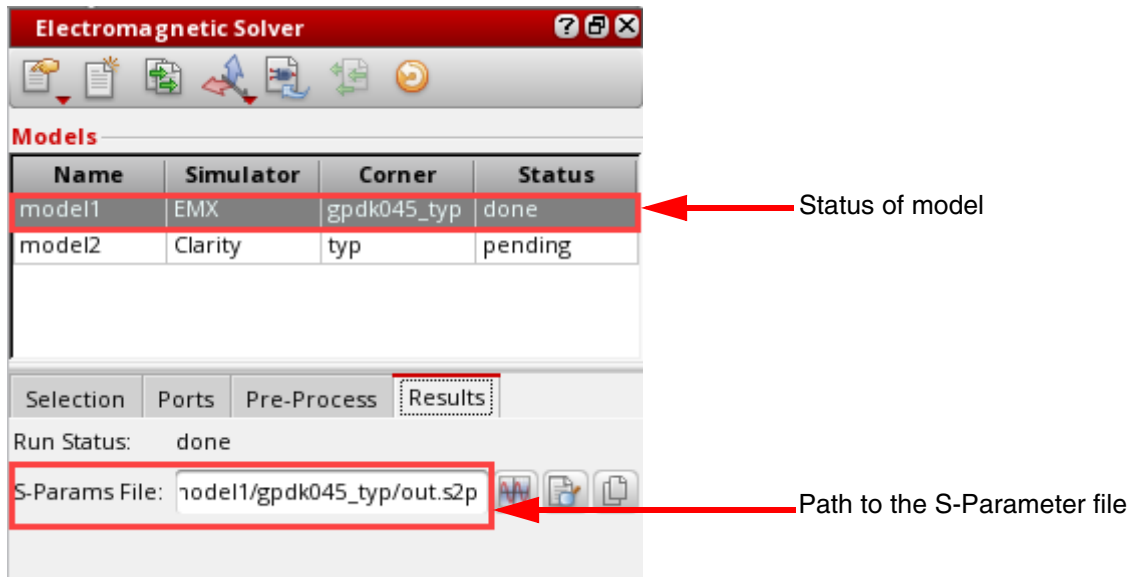 Electromagnetic Solver
Models
Name Simulator Corner Status
model1 EMX gpdk045_typ done
Status of model
model2 Clarity typ pending
Selection Ports Pre-Process Results
Run Status: done
S-Params File: nodel1/gpdk045_typ/out.s2p
Path to the S-Parameter file